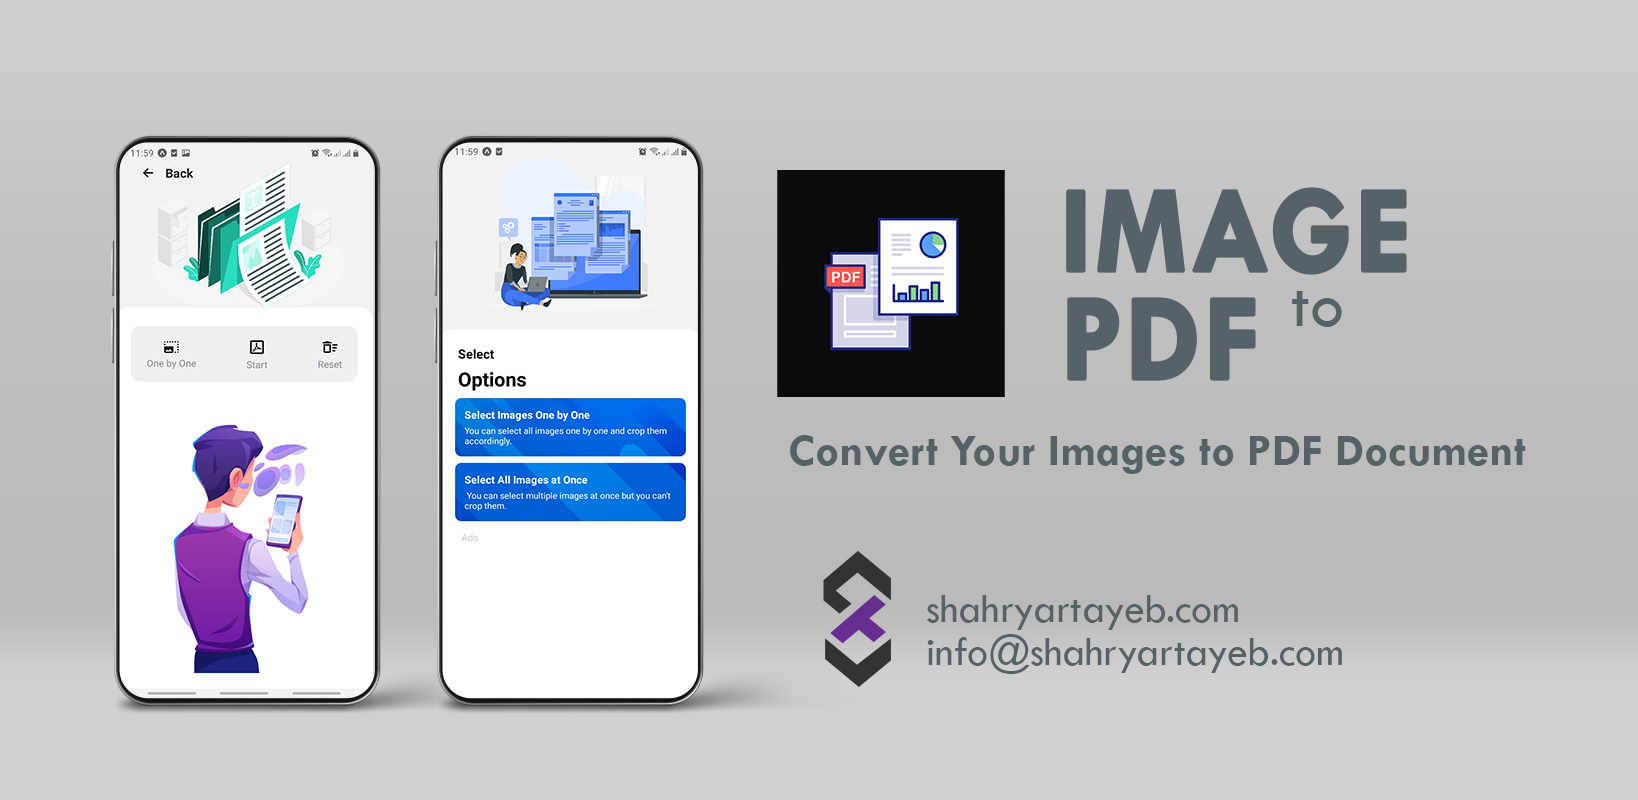 11:59
Back
One by One
Start
Reset
11:59
Select
Options
Select Images One by One
You can select all images one by one and crop them
accordingly.
Select All Images at Once
You can select multiple images at once but you can't
crop them.
Ads
PDF
IMAGE
to
PDF
Convert Your Images to PDF Document
shahryartayeb.com
info@shahryartayeb.com